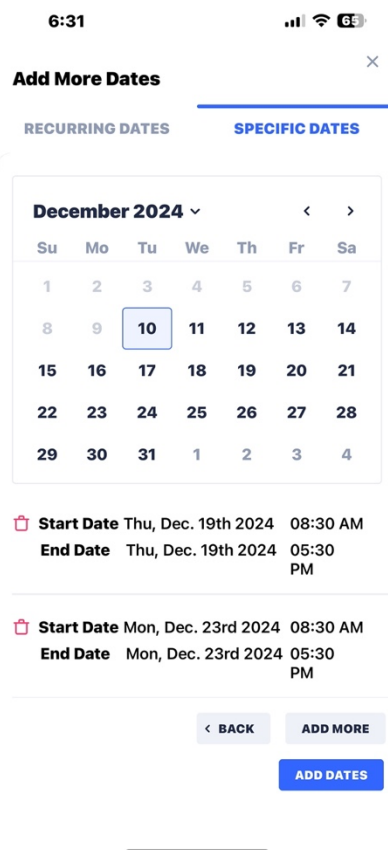 6:31
65
Add More Dates
RECURRING DATES SPECIFIC DATES
December 2024
Su Mo Tu We Th Fr Sa
1 2 3 4 5 6 7
8 9 10 11 12 13 14
15 16 17 18 19 20 21
22 23 24 25 26 27 28
29 30 31 1 2 3 4
Start Date Thu, Dec. 19th 2024 08:30 AM
End Date Thu, Dec. 19th 2024 05:30
PM
Start Date Mon, Dec. 23rd 2024 08:30 AM
End Date Mon, Dec. 23rd 2024 05:30
PM
BACK ADD MORE
ADD DATES